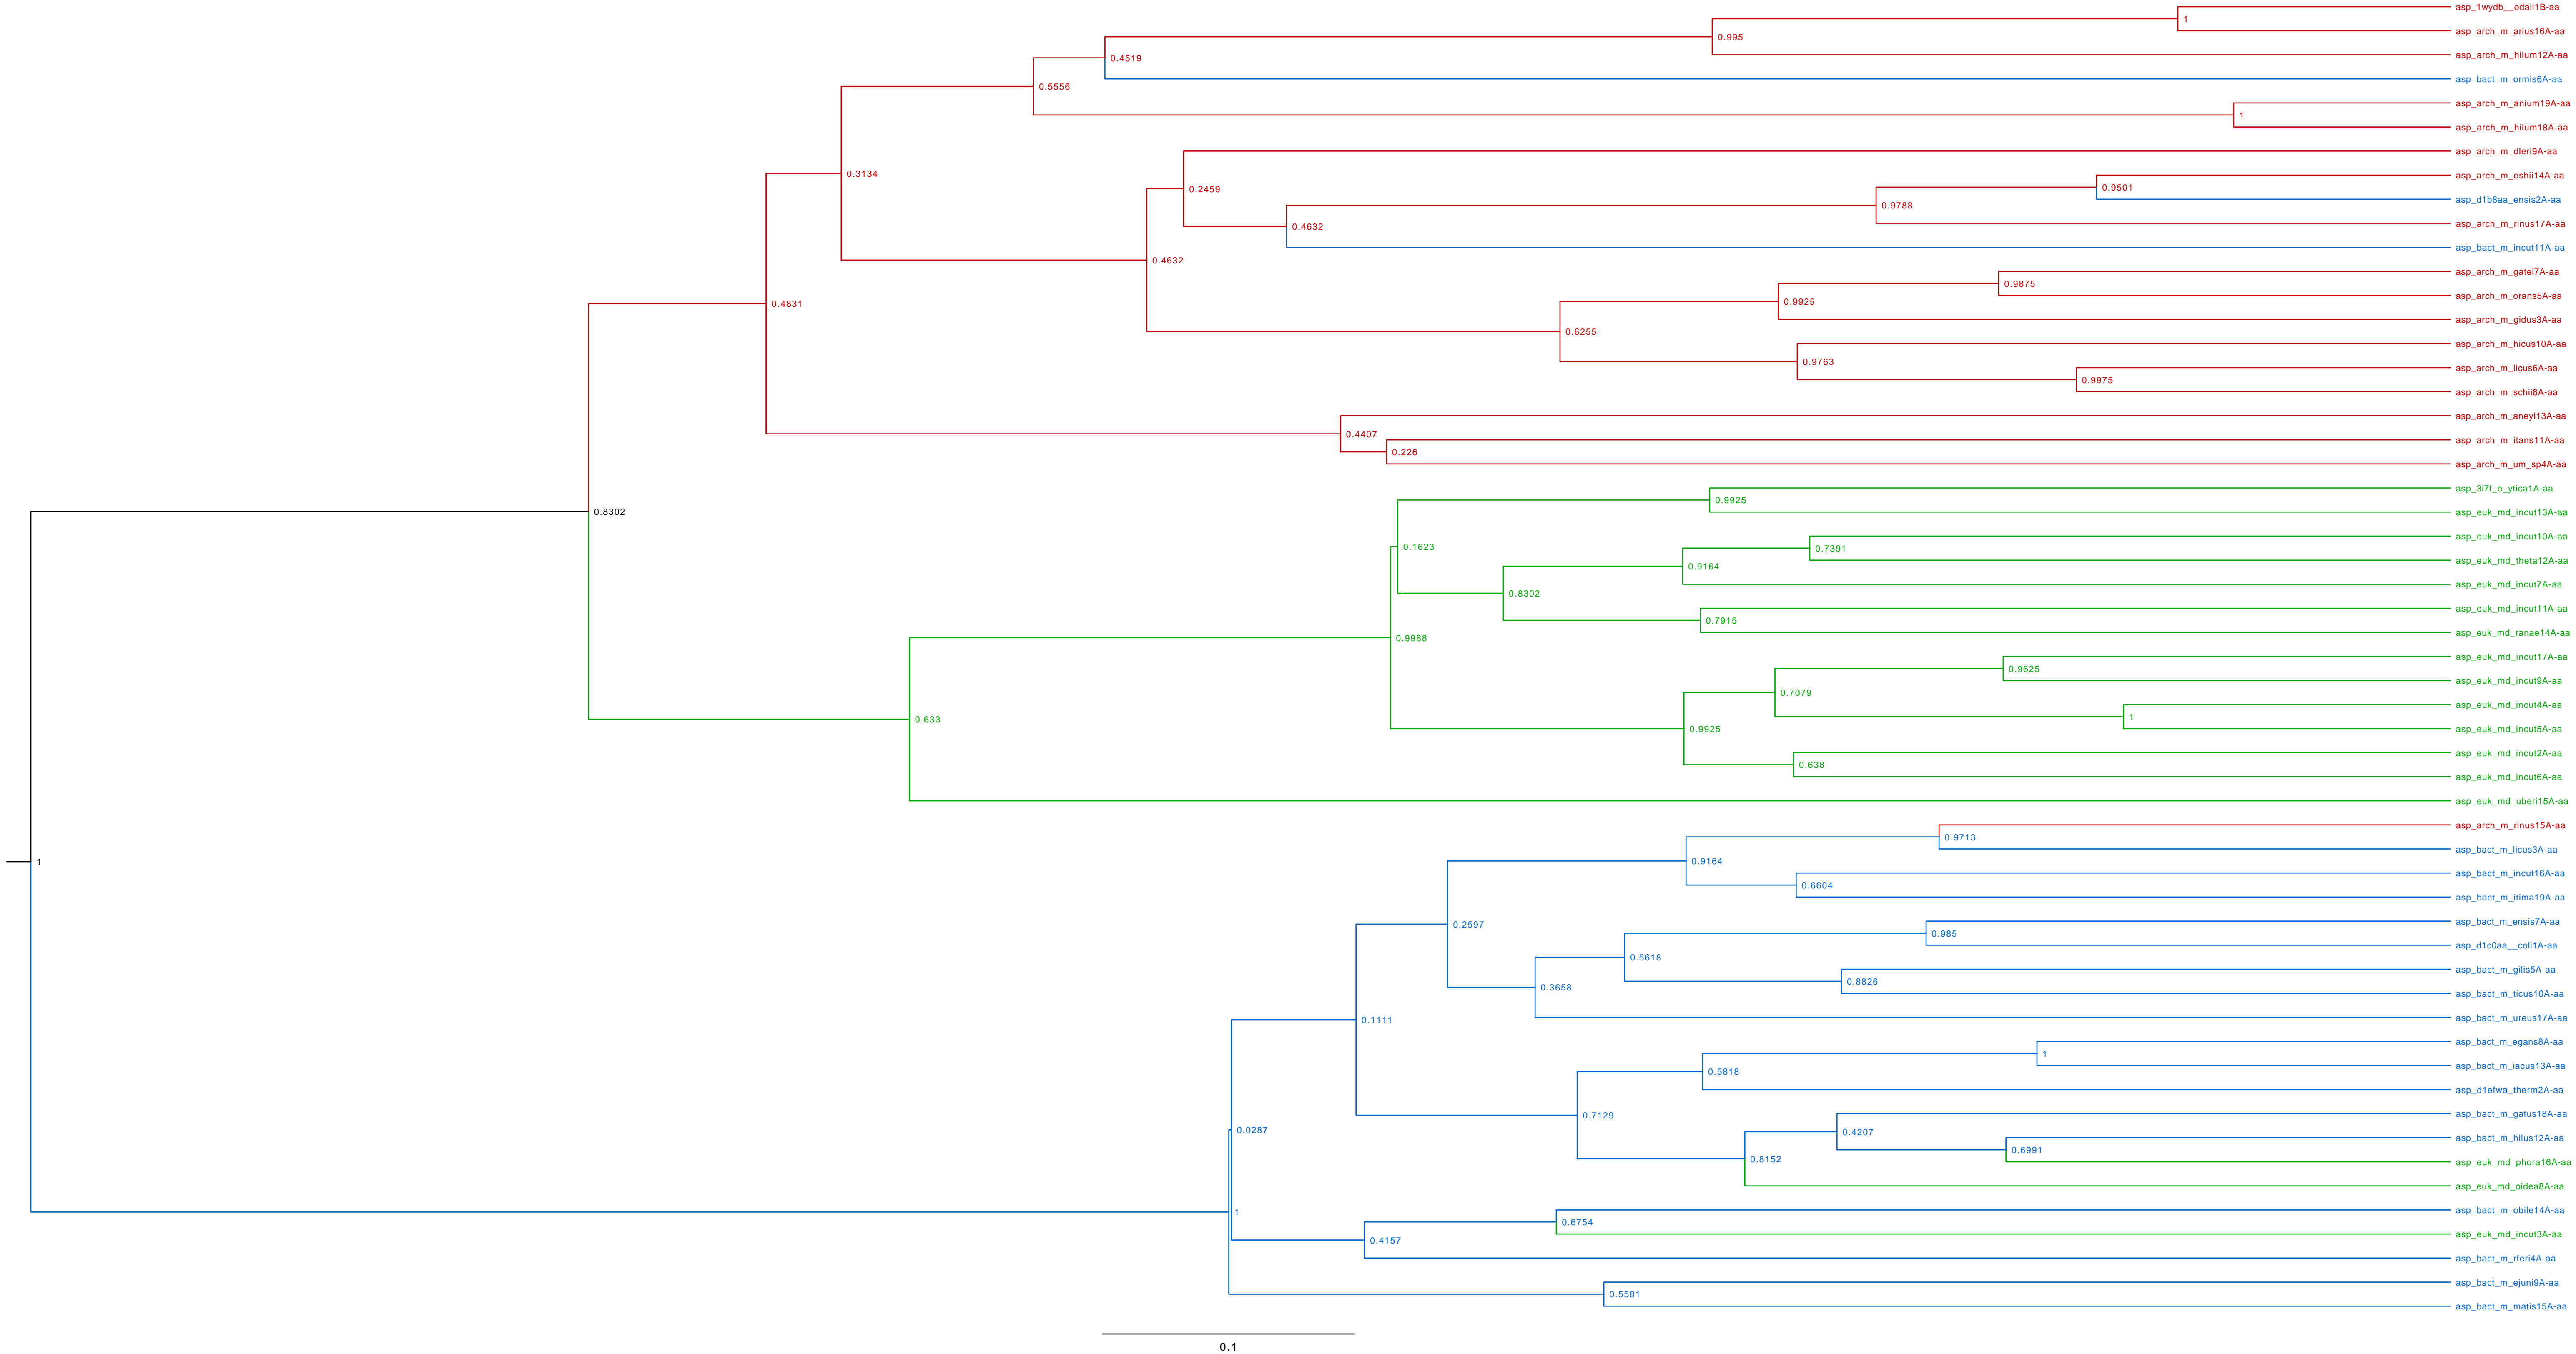 asp_1wydb__odaii1B-aa
1
asp_arch_m_arius16A-aa
0.995
asp_arch_m_hilum12A-aa
0.4519
asp_bact_m_ormis6A-aa
0.5556
asp_arch_m_anium19A-aa
1
asp_arch_m_hilum18A-aa
asp_arch_m_dleri9A-aa
0.3134
asp_arch_m_oshii14A-aa
0.2459
0.9501
asp_d1b8aa_ensis2A-aa
0.9788
asp_arch_m_rinus17A-aa
0.4632
asp_bact_m_incut11A-aa
0.4632
asp_arch_m_gatei7A-aa
0.9875
asp_arch_m_orans5A-aa
0.4831
0.9925
asp_arch_m_gidus3A-aa
0.6255
asp_arch_m_hicus10A-aa
0.9763
asp_arch_m_licus6A-aa
0.9975
asp_arch_m_schii8A-aa
asp_arch_m_aneyi13A-aa
0.4407
asp_arch_m_itans11A-aa
0.226
asp_arch_m_um_sp4A-aa
asp_3i7f_e_ytica1A-aa
0.9925
0.8302
asp_euk_md_incut13A-aa
asp_euk_md_incut10A-aa
0.1623
0.7391
asp_euk_md_theta12A-aa
0.9164
asp_euk_md_incut7A-aa
0.8302
asp_euk_md_incut11A-aa
0.7915
asp_euk_md_ranae14A-aa
0.9988
asp_euk_md_incut17A-aa
0.9625
asp_euk_md_incut9A-aa
0.7079
asp_euk_md_incut4A-aa
1
0.633
0.9925
asp_euk_md_incut5A-aa
asp_euk_md_incut2A-aa
0.638
asp_euk_md_incut6A-aa
asp_euk_md_uberi15A-aa
asp_arch_m_rinus15A-aa
0.9713
asp_bact_m_licus3A-aa
1
0.9164
asp_bact_m_incut16A-aa
0.6604
asp_bact_m_itima19A-aa
asp_bact_m_ensis7A-aa
0.2597
0.985
asp_d1c0aa__coli1A-aa
0.5618
asp_bact_m_gilis5A-aa
0.8826
0.3658
asp_bact_m_ticus10A-aa
asp_bact_m_ureus17A-aa
0.1111
asp_bact_m_egans8A-aa
1
asp_bact_m_iacus13A-aa
0.5818
asp_d1efwa_therm2A-aa
0.7129
asp_bact_m_gatus18A-aa
0.0287
0.4207
asp_bact_m_hilus12A-aa
0.6991
0.8152
asp_euk_md_phora16A-aa
asp_euk_md_oidea8A-aa
1
asp_bact_m_obile14A-aa
0.6754
asp_euk_md_incut3A-aa
0.4157
asp_bact_m_rferi4A-aa
asp_bact_m_ejuni9A-aa
0.5581
asp_bact_m_matis15A-aa
0.1